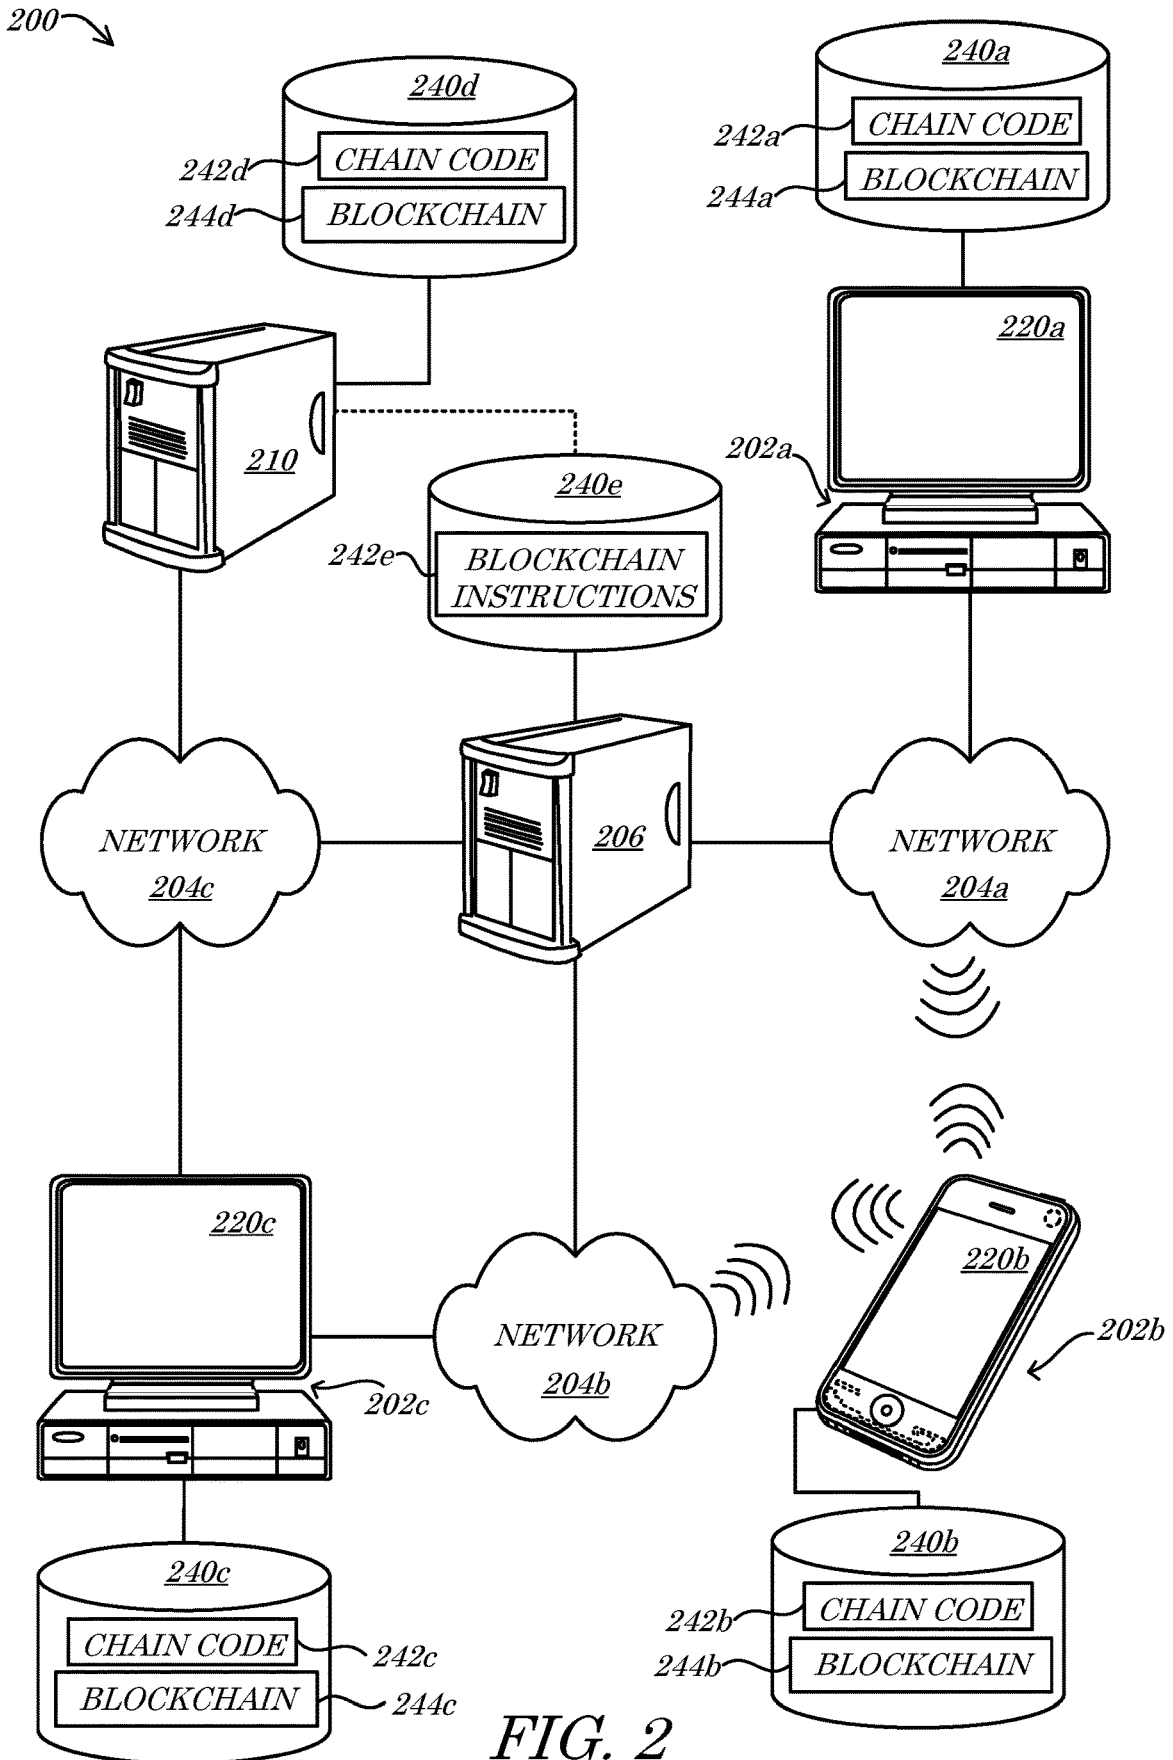 200
240d
242d
CHAIN CODE
244d
BLOCKCHAIN
240a
242a
CHAIN CODE
244a
BLOCKCHAIN
220a
202a
210
240e
242e
BLOCKCHAIN
INSTRUCTIONS
NETWORK
204c
206
NETWORK
204a
220c
202c
NETWORK
204b
220b
202b
240c
CHAIN CODE
242c
BLOCKCHAIN
244c
240b
242b
CHAIN CODE
244b
BLOCKCHAIN
FIG. 2